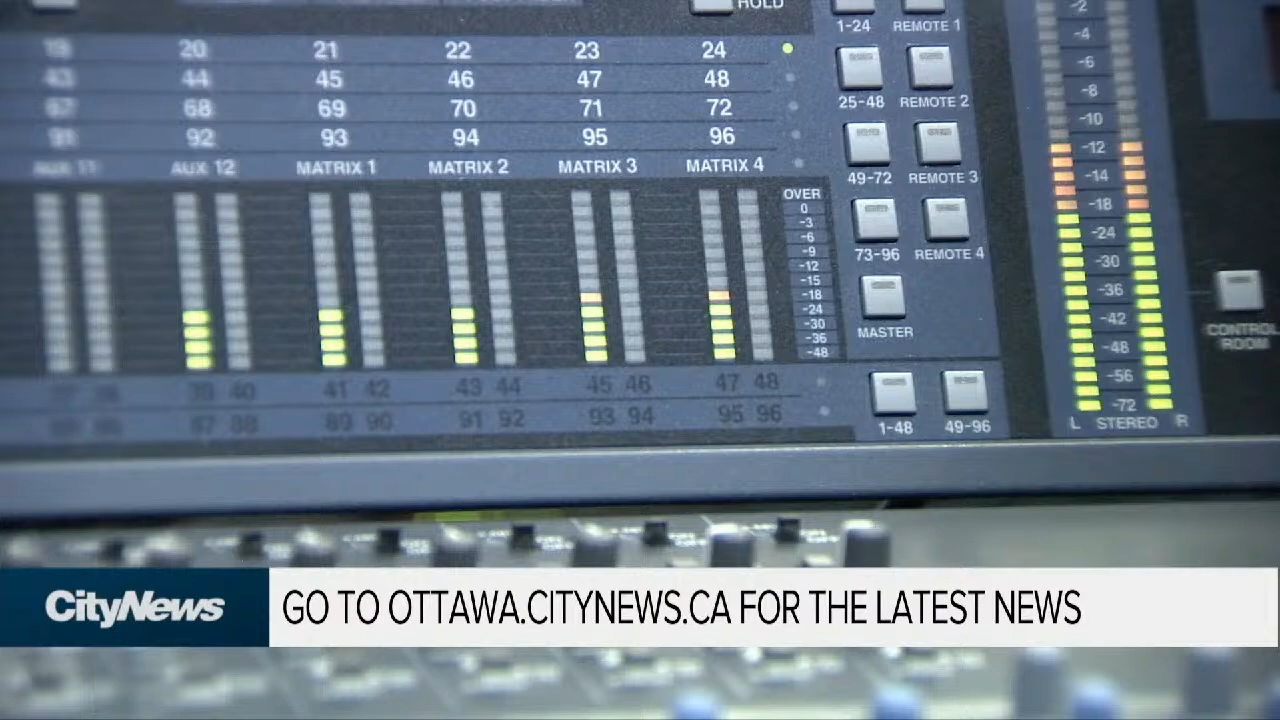 HOLD
1-24 REMOTE 1
19 20 21 22 23 24
43 44 45 46 47 48
67 68 69 70 71 72
91 92 93 94 95 96
AUX 11 AUX 12 MATRIX 1 MATRIX 2 MATRIX 3 MATRIX 4
25-48 REMOTE 2
49-72 REMOTE 3
73-96 REMOTE 4
MASTER
OVER
0
-3
-6
-9
-12
-15
-18
-24
-30
-36
-48
39 40 41 42 43 44 45 46 47 48
87 88 89 90 91 92 93 94 95 96
1-48 49-96
-2
-4
-6
-8
-10
-12
-14
-18
-24
-30
-36
-42
-48
-56
-72
L STEREO R
CONTROL
ROOM
CityNews
GO TO OTTAWA.CITYNEWS.CA FOR THE LATEST NEWS